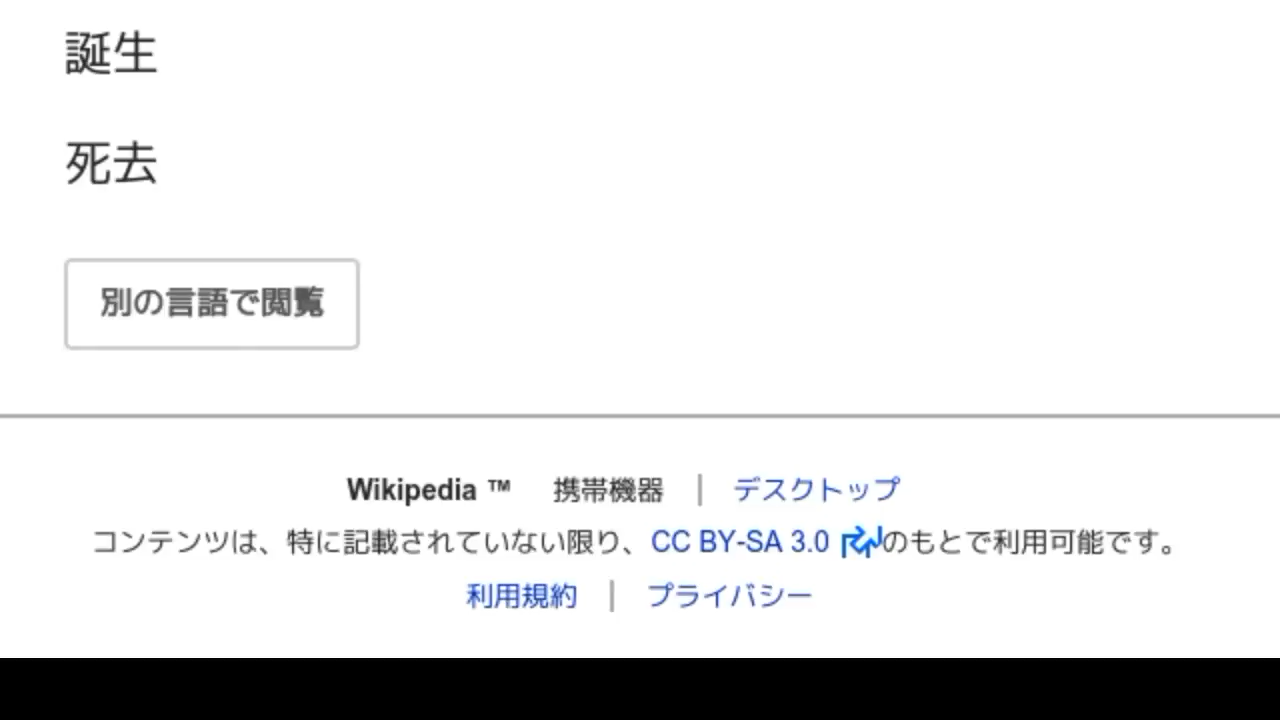 誕生
死去
別の言語で閲覧
Wikipedia ™ 携帯機器 | デスクトップ
コンテンツは、特に記載されていない限り、CC BY-SA 3.0 のもとで利用可能です。
利用規約 | プライバシー